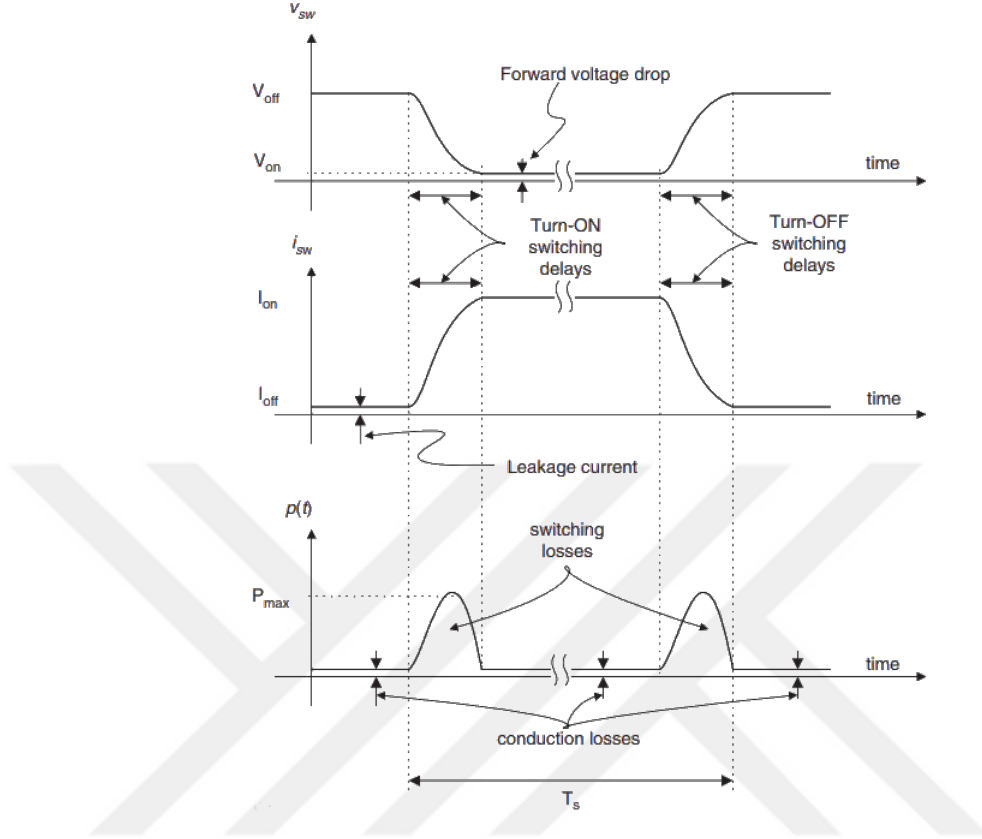 v_sw
Forward voltage drop
V_off
V_on
time
Turn-ON
switching
delays
Turn-OFF
switching
delays
i_sw
I_on
I_off
time
Leakage current
p(t)
switching
losses
P_max
time
conduction losses
T_s